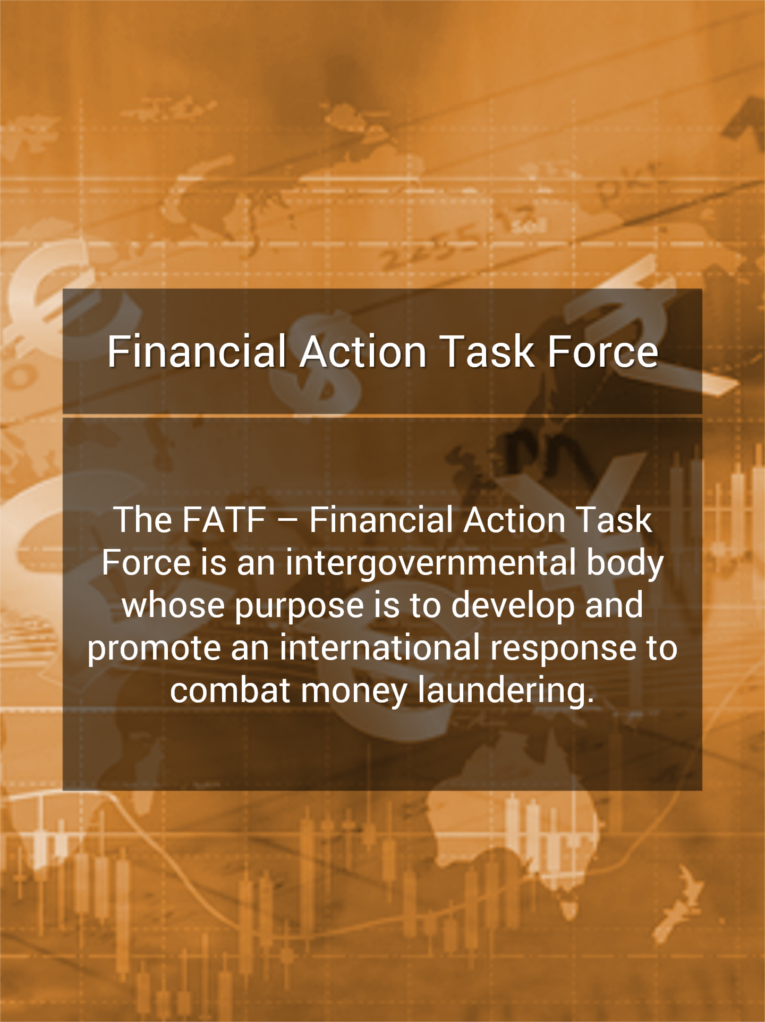 Financial Action Task Force
The FATF – Financial Action Task
Force is an intergovernmental body
whose purpose is to develop and
promote an international response to
combat money laundering.